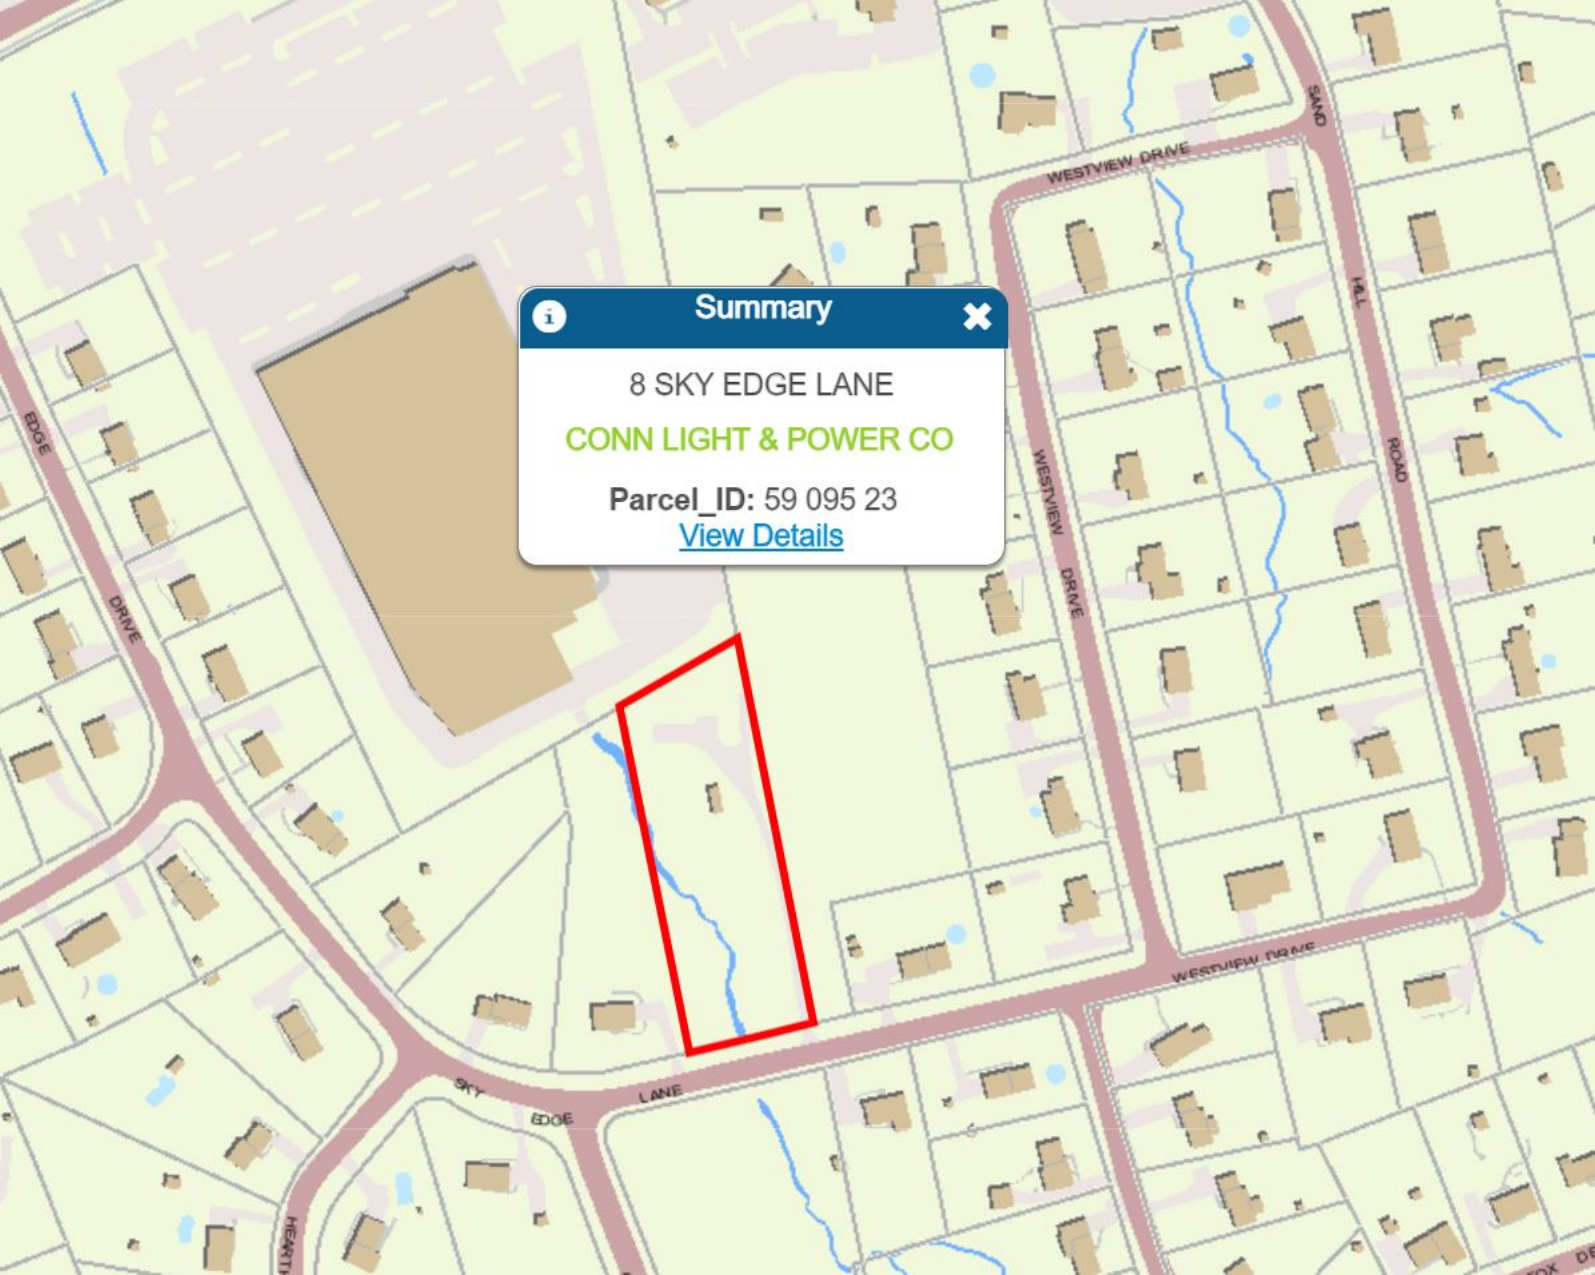 SAND
WESTVIEW DRIVE
HILL
Summary
8 SKY EDGE LANE
CONN LIGHT & POWER CO
Parcel_ID: 59 095 23
View Details
EDGE
WESTVIEW
ROAD
DRIVE
DRIVE
WESTVIEW DRIVE
SKY
EDGE
LANE
HEARTH